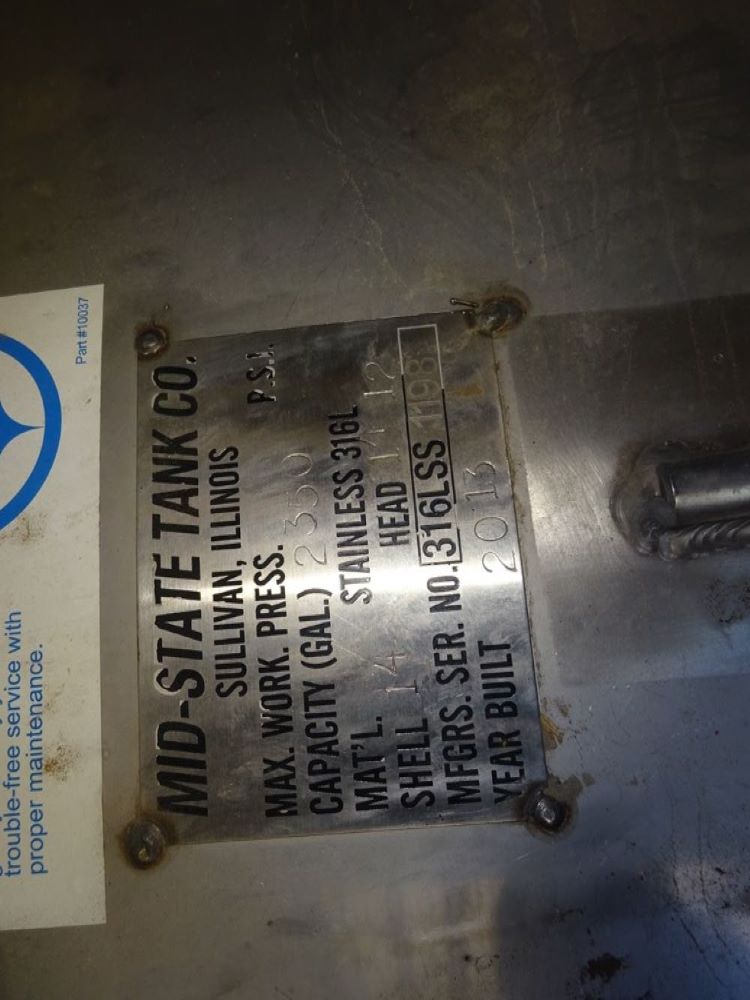 Part #10037
trouble-free service with
proper maintenance.
MID-STATE TANK CO.
SULLIVAN, ILLINOIS
MAX. WORK. PRESS. P.S.I.
CAPACITY (GAL.) 2350
MAT'L. STAINLESS 316L
SHELL 14 HEAD 12
MFGRS. SER. NO. 316LSS
YEAR BUILT 2013